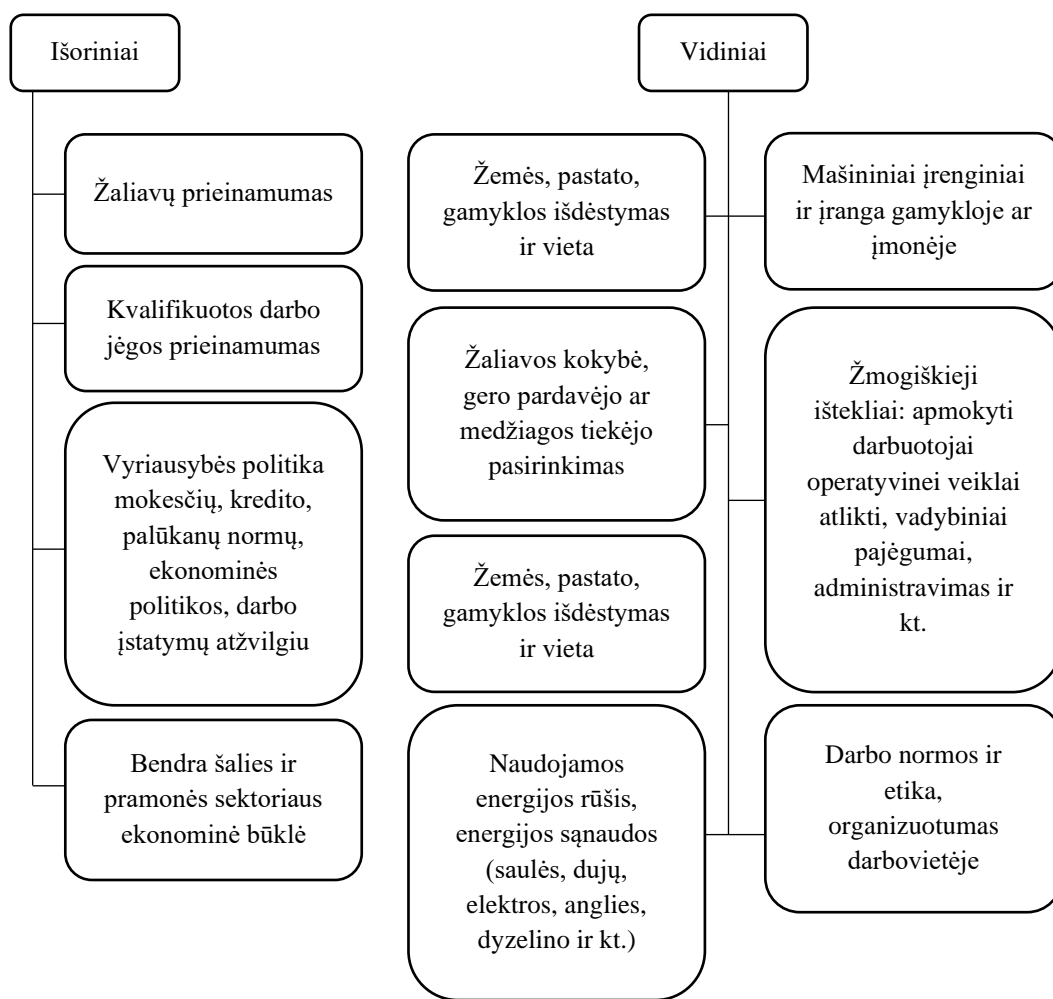 Išoriniai
Žaliavų prieinamumas
Kvalifikuotos darbo
jėgos prieinamumas
Vyriausybės politika
mokesčių, kredito,
palūkanų normų,
ekonominės
politikos, darbo
įstatymų atžvilgiu
Bendra šalies ir
pramonės sektoriaus
ekonominė būklė
Vidiniai
Žemės, pastato,
gamyklos išdėstymas
ir vieta
Žaliavos kokybė,
gero pardavėjo ar
medžiagos tiekėjo
pasirinkimas
Žemės, pastato,
gamyklos išdėstymas
ir vieta
Naudojamos
energijos rūšis,
energijos sąnaudos
(saulės, dujų,
elektros, anglies,
dyzelino ir kt.)
Mašininiai įrenginiai
ir įranga gamykloje ar
įmonėje
Žmogiškieji
ištekliai: apmokyti
darbuotojai
operatyvinei veiklai
atlikti, vadybiniai
pajėgumai,
administravimas ir
kt.
Darbo normos ir
etika,
organizuotumas
darbovietėje